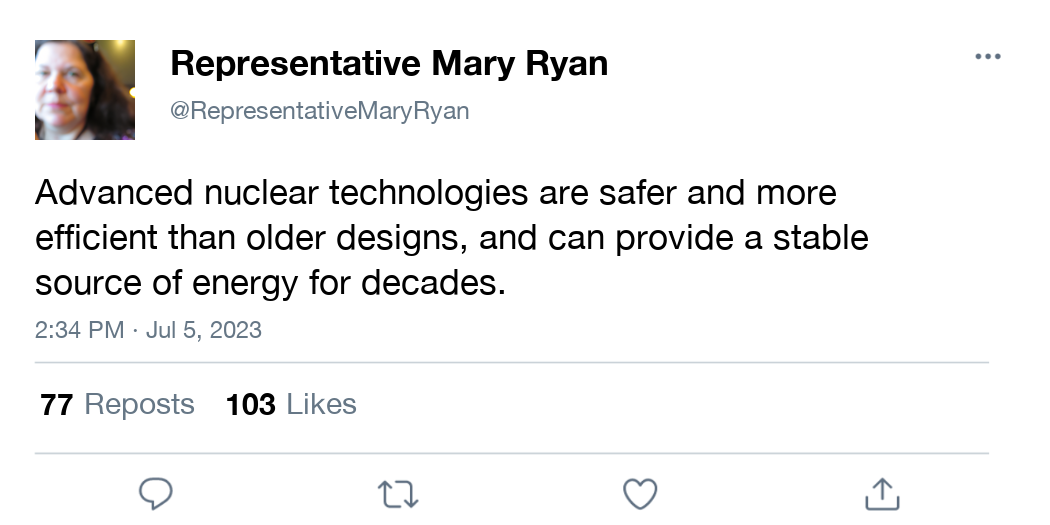 Representative Mary Ryan
@RepresentativeMaryRyan
Advanced nuclear technologies are safer and more
efficient than older designs, and can provide a stable
source of energy for decades.
2:34 PM · Jul 5, 2023
77 Reposts 103 Likes